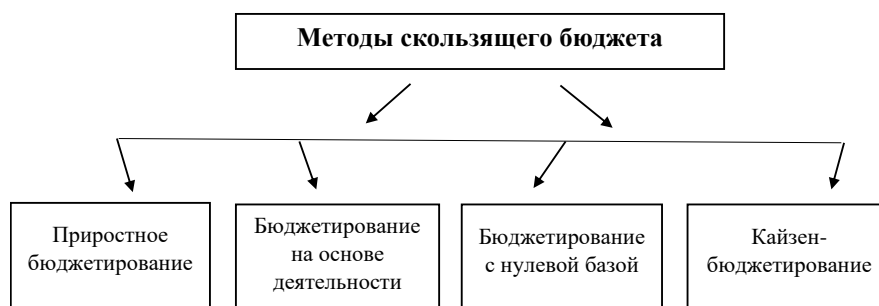 Методы скользящего бюджета
Приростное
бюджетирование
Бюджетирование
на основе
деятельности
Бюджетирование
с нулевой базой
Кайзен-
бюджетирование